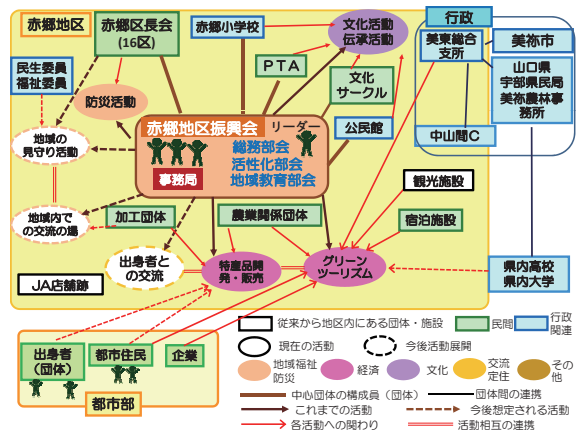 赤郷地区
赤郷区長会
(16区)
赤郷小学校
文化活動
伝承活動
行政
美東総合
支所
美祢市
山口県
宇部県民局
美祢農林事
務所
中山間C
民生委員
福祉委員
防災活動
PTA
文化
サークル
公民館
地域の
見守り活動
赤郷地区振興会
リーダー
総務部会
活性化部会
地域教育部会
事務局
観光施設
宿泊施設
地域内で
の交流の場
加工団体
農業関係団体
出身者と
の交流
特産品開
発・販売
グリーン
ツーリズム
県内高校
県内大学
JA店舗跡
出身者
（団体）
都市住民
企業
都市部
従来から地区内にある団体・施設
民間
行政
関連
現在の活動
今後活動展開
地域福祉
防災
経済
文化
交流
定住
その
他
中心団体の構成員（団体）
団体間の連携
これまでの活動
今後想定される活動
各活動への関わり
活動相互の連携